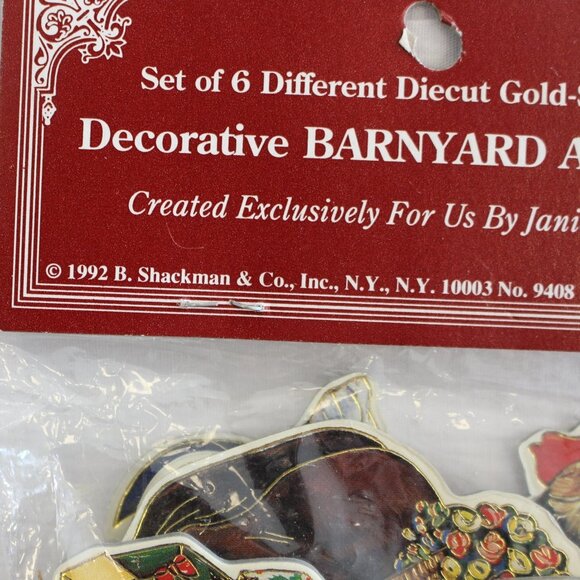 Set of 6 Different Diecut Gold-
Decorative BARNYARD A
Created Exclusively For Us By Jani
© 1992 B. Shackman & Co., Inc., N.Y., N.Y. 10003 No. 9408